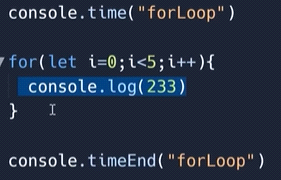 console.time("forLoop")
for(let i=0;i<5;i++){
  console.log(233)
}
console.timeEnd("forLoop")